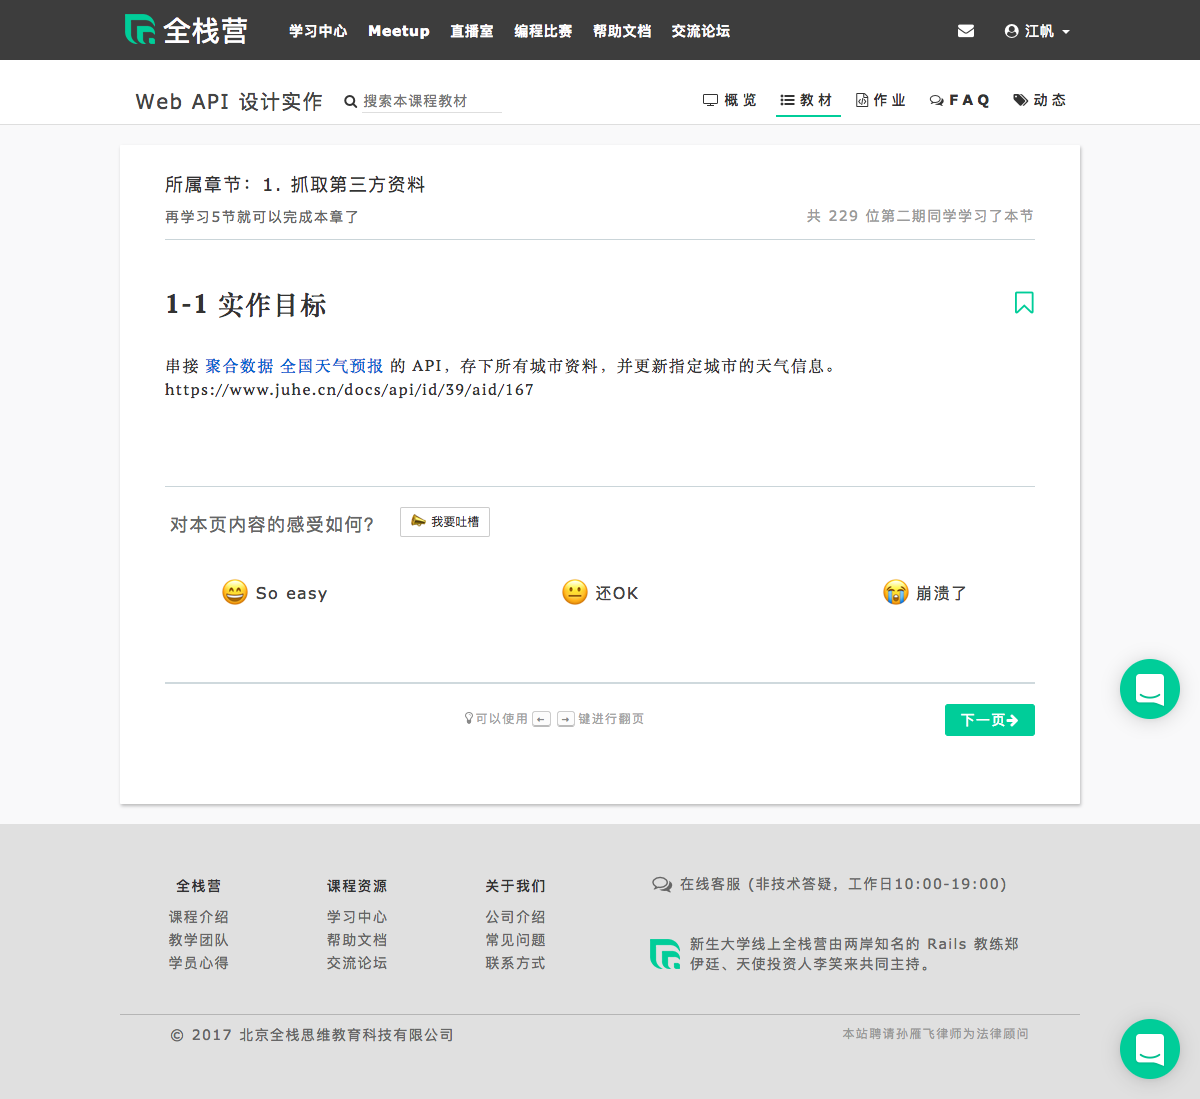 全栈营
学习中心 Meetup 直播室 编程比赛 帮助文档 交流论坛 江帆
Web API 设计实作 搜索本课程教材 概览 教材 作业 FAQ 动态
所属章节：1. 抓取第三方资料
再学习5节就可以完成本章了 共 229 位第二期同学学习了本节
1-1 实作目标
串接 聚合数据 全国天气预报 的 API，存下所有城市资料，并更新指定城市的天气信息。
https://www.juhe.cn/docs/api/id/39/aid/167
对本页内容的感受如何? 我要吐槽
So easy 还OK 崩溃了
可以使用 ← → 键进行翻页 下一页
全栈营 课程资源 关于我们 在线客服 (非技术答疑，工作日10:00-19:00)
课程介绍 学习中心 公司介绍
教学团队 帮助文档 常见问题
学员心得 交流论坛 联系方式
新生大学线上全栈营由两岸知名的 Rails 教练郑
伊廷、天使投资人李笑来共同主持。
© 2017 北京全栈思维教育科技有限公司 本站聘请孙雁飞律师为法律顾问